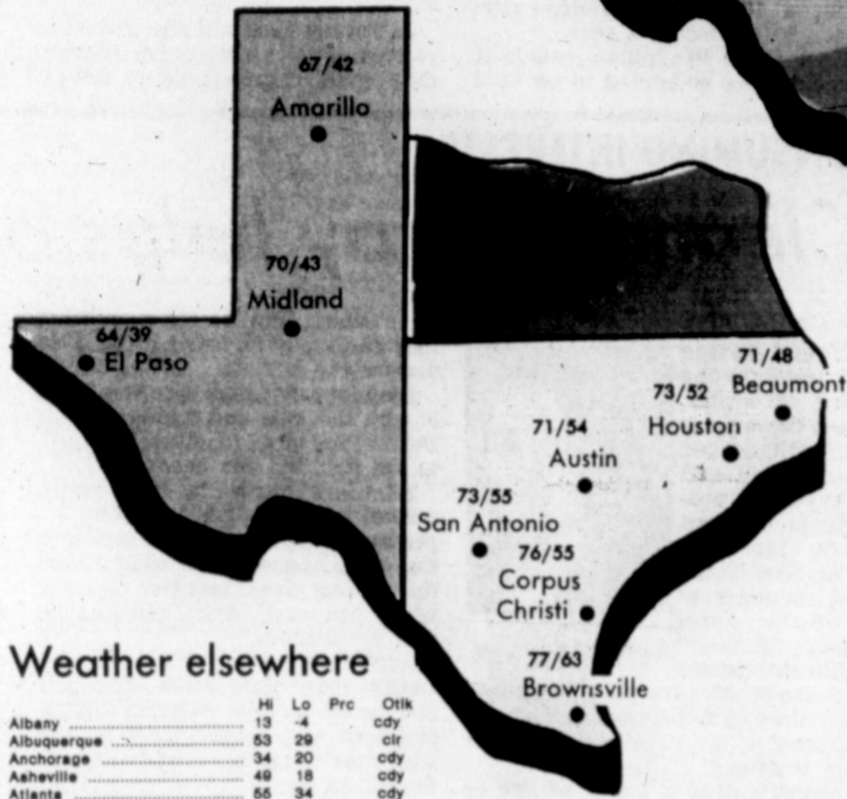 67/42
Amarillo
70/43
Midland
64/39
El Paso
71/48
Beaumont
73/52
Houston
71/54
Austin
73/55
San Antonio
76/55
Corpus
Christi
77/63
Brownsville
Weather elsewhere
Hi Lo Prc Otlk
Albany 13 -4 cdy
Albuquerque 53 29 clr
Anchorage 34 20 cdy
Asheville 49 18 cdy
Atlanta 55 34 cdy